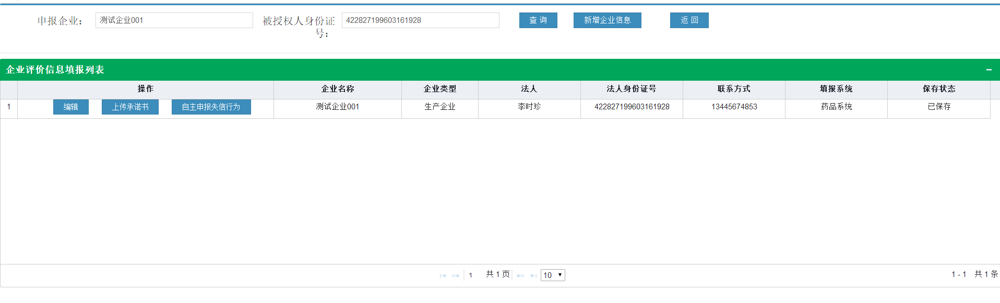 申报企业： 测试企业001 被授权人身份证号： 422827199603161928 查 询 新增企业信息 返 回
企业评价信息填报列表
操作 企业名称 企业类型 法人 法人身份证号 联系方式 填报系统 保存状态
1 编辑 上传承诺书 自主申报失信行为 测试企业001 生产企业 李时珍 422827199603161928 13445674853 药品系统 已保存
1 共 1 页 10 1 - 1 共 1 条